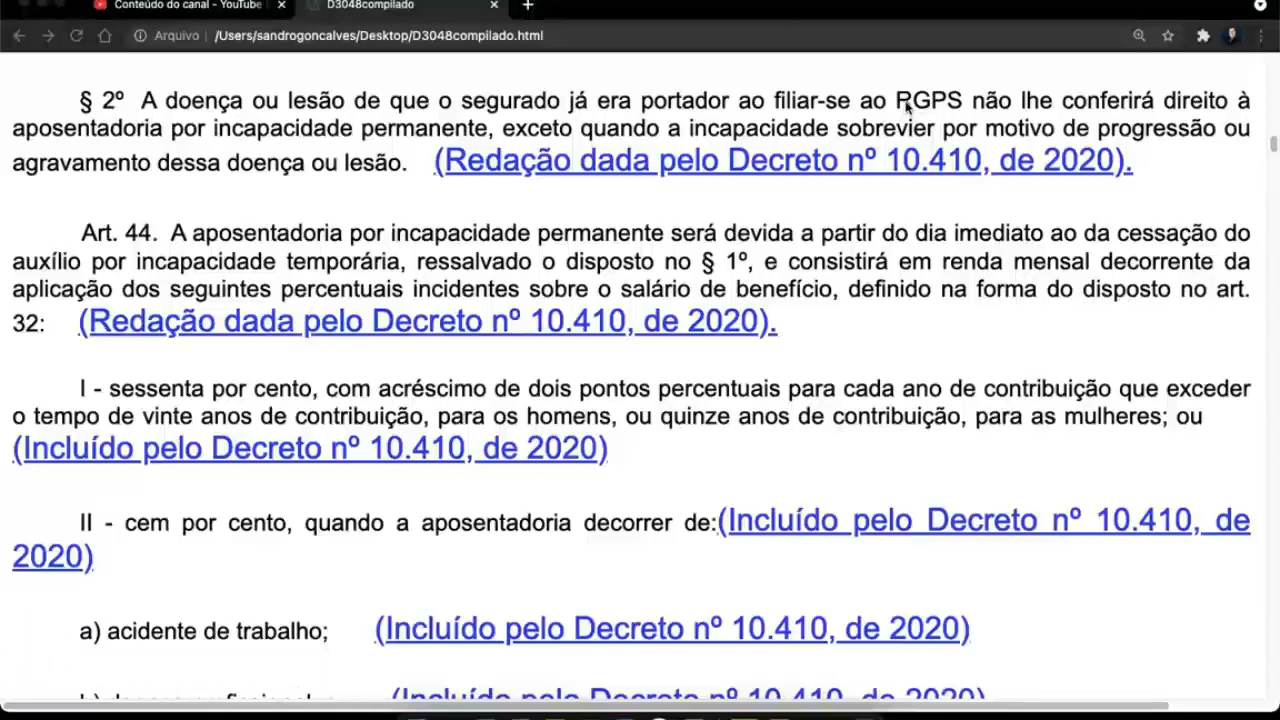 Conteúdo do canal - YouTube
D3048compilado
Arquivo | /Users/sandrogoncalves/Desktop/D3048compilado.html
§ 2º A doença ou lesão de que o segurado já era portador ao filiar-se ao RGPS não lhe conferirá direito à
aposentadoria por incapacidade permanente, exceto quando a incapacidade sobrevier por motivo de progressão ou
agravamento dessa doença ou lesão. (Redação dada pelo Decreto nº 10.410, de 2020).
Art. 44. A aposentadoria por incapacidade permanente será devida a partir do dia imediato ao da cessação do
auxílio por incapacidade temporária, ressalvado o disposto no § 1º, e consistirá em renda mensal decorrente da
aplicação dos seguintes percentuais incidentes sobre o salário de benefício, definido na forma do disposto no art.
32: (Redação dada pelo Decreto nº 10.410, de 2020).
I - sessenta por cento, com acréscimo de dois pontos percentuais para cada ano de contribuição que exceder
o tempo de vinte anos de contribuição, para os homens, ou quinze anos de contribuição, para as mulheres; ou
(Incluído pelo Decreto nº 10.410, de 2020)
II - cem por cento, quando a aposentadoria decorrer de:(Incluído pelo Decreto nº 10.410, de
2020)
a) acidente de trabalho; (Incluído pelo Decreto nº 10.410, de 2020)
(Incluído pelo Decreto nº 10.410, de 2020)